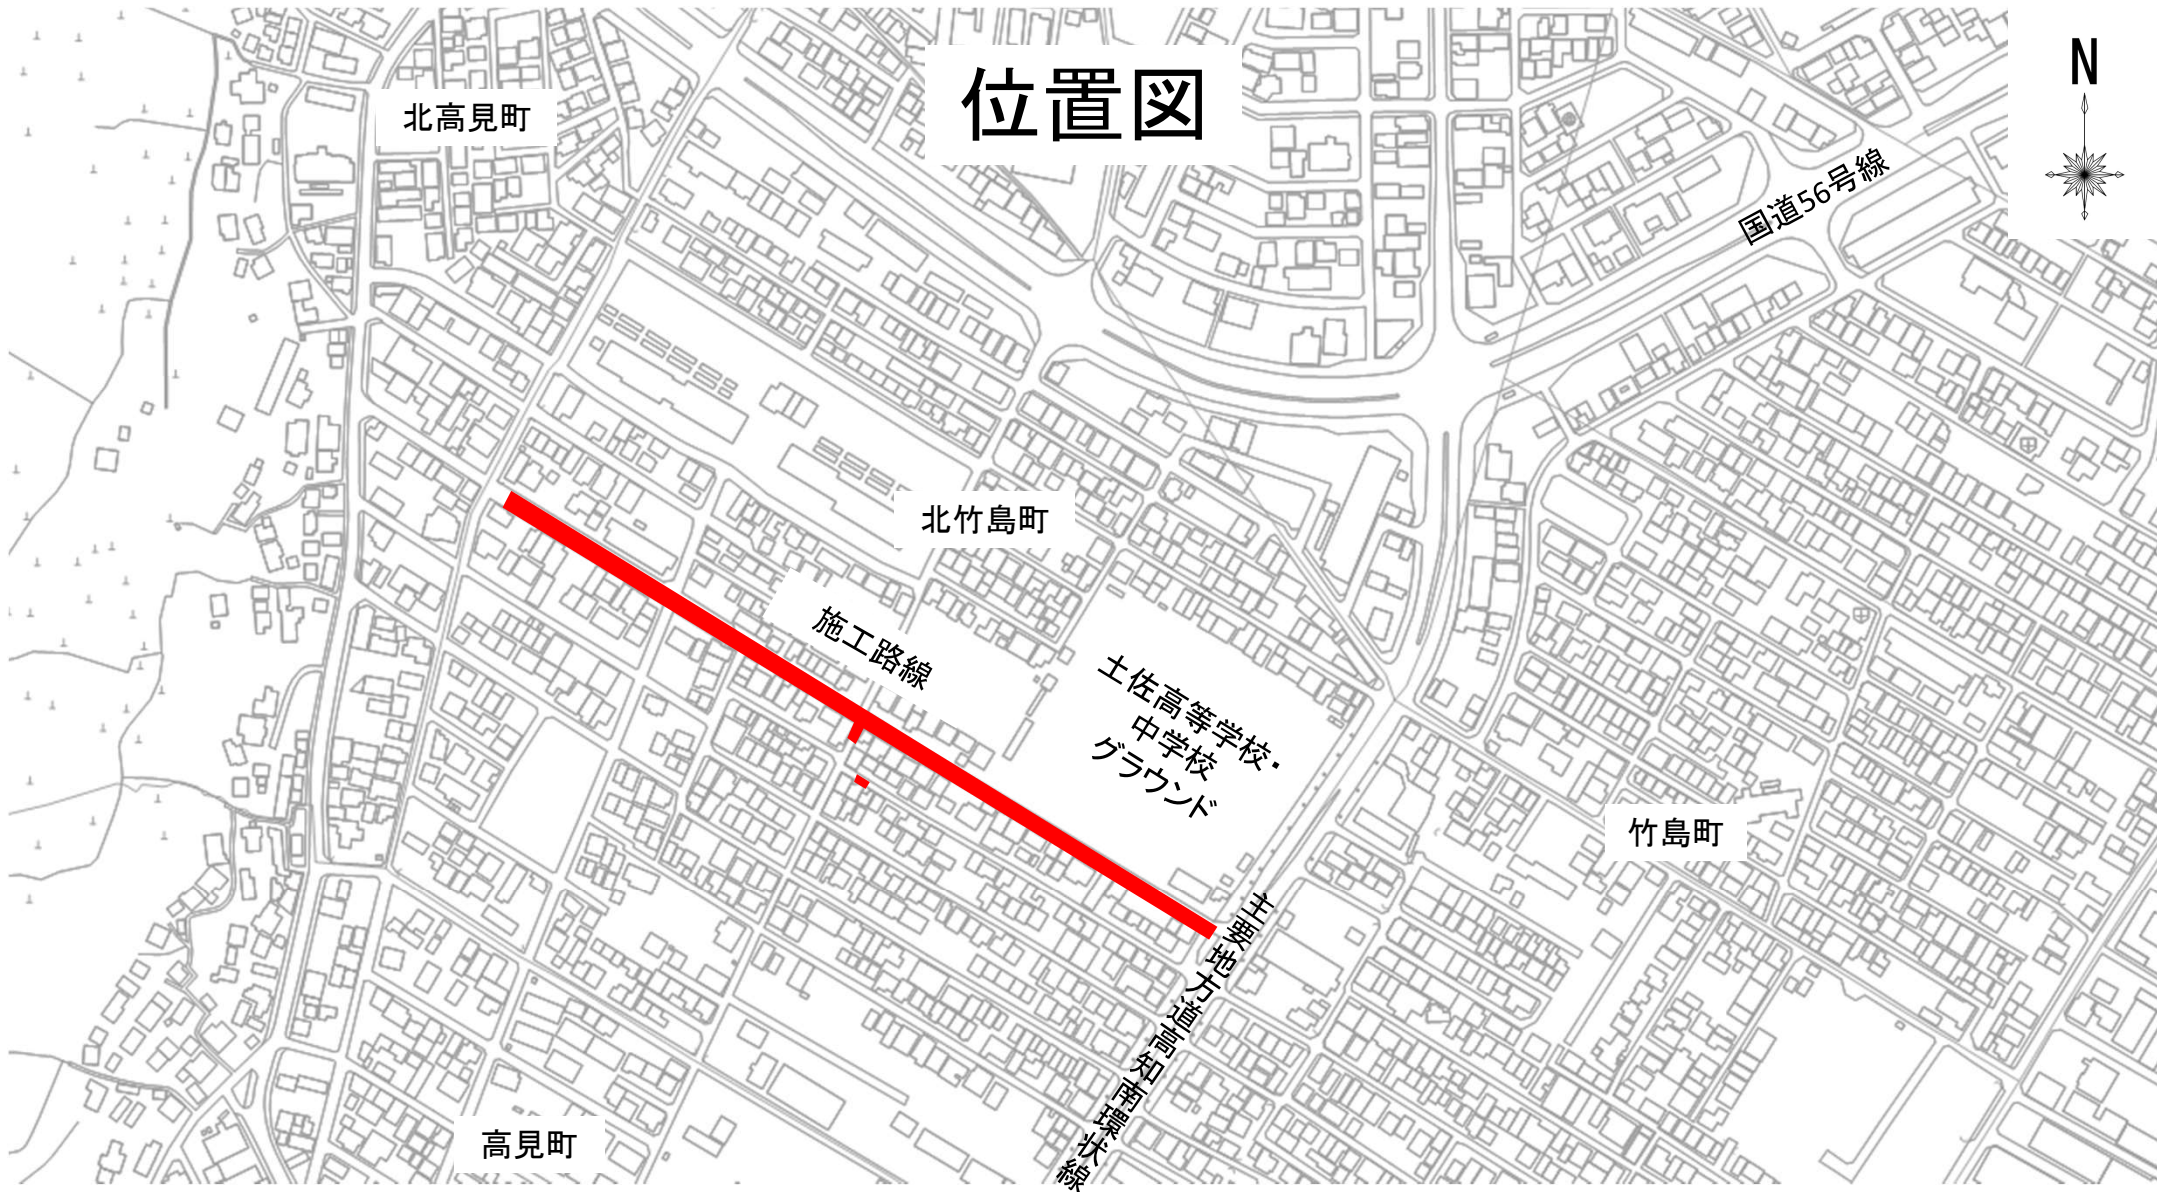 位置図
N
北高見町
国道56号線
北竹島町
施工路線
土佐高等学校・
中学校
グラウンド
竹島町
主要地方道高知南環状線
高見町